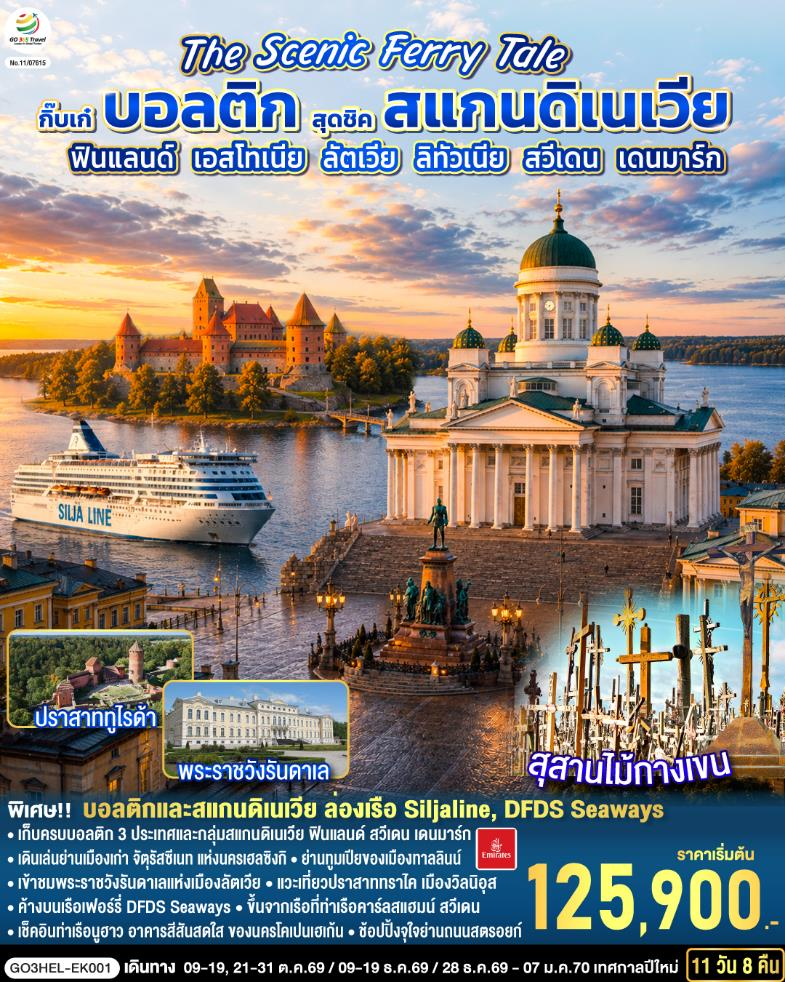 GO 365 Travel
No.11/07615
The Scenic Ferry Tale
กิ๊บเก๋ บอลติก สุดชิค สแกนดิเนเวีย
ฟินแลนด์ เอสโทเนีย ลัตเวีย ลิทัวเนีย สวีเดน เดนมาร์ก
SILJA LINE
ปราสาททูไรด้า
พระราชวังรันดาเล
สุสานไม้กางเขน
พิเศษ!! บอลติกและสแกนดิเนเวีย ล่องเรือ Siljaline, DFDS Seaways
• เก็บครบบอลติก 3 ประเทศและกลุ่มสแกนดิเนเวีย ฟินแลนด์ สวีเดน เดนมาร์ก
• เดินเล่นย่านเมืองเก่า จัตุรัสซีเนท แห่งนครเฮลซิงกิ • ย่านทูมเปียของเมืองทาลลินน์
• เข้าชมพระราชวังรันดาเลแห่งเมืองลัตเวีย • แวะเที่ยวปราสาททราไค เมืองวิลนิอุส
• ค้างบนเรือเฟอร์รี่ DFDS Seaways • ขึ้นจากเรือที่ท่าเรือคาร์ลสแฮมน์ สวีเดน
• เช็คอินท่าเรือนูฮาว อาคารสีสันสดใส ของนครโคเปนเฮเก้น • ช้อปปิ้งจุใจย่านถนนสตรอยก์
Emirates
ราคาเริ่มต้น
125,900.-
GO3HEL-EK001 เดินทาง 09-19, 21-31 ต.ค.69 / 09-19 ธ.ค.69 / 28 ธ.ค.69 - 07 ม.ค.70 เทศกาลปีใหม่ 11 วัน 8 คืน